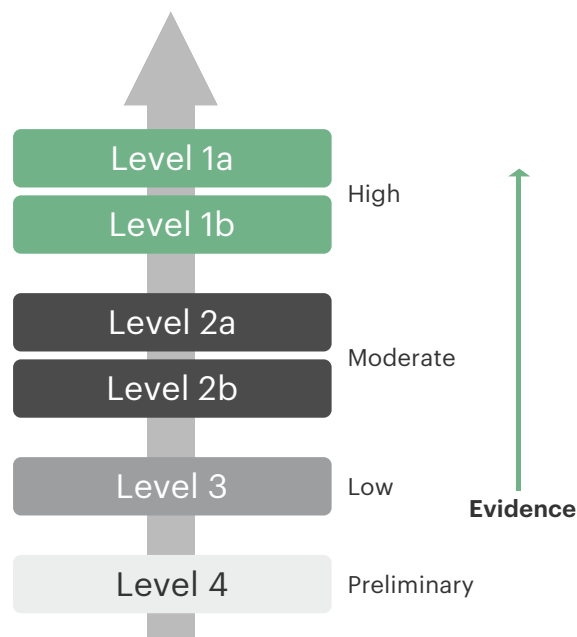 Level 1a
High
Level 1b
Level 2a
Moderate
Level 2b
Level 3
Low
Evidence
Level 4
Preliminary